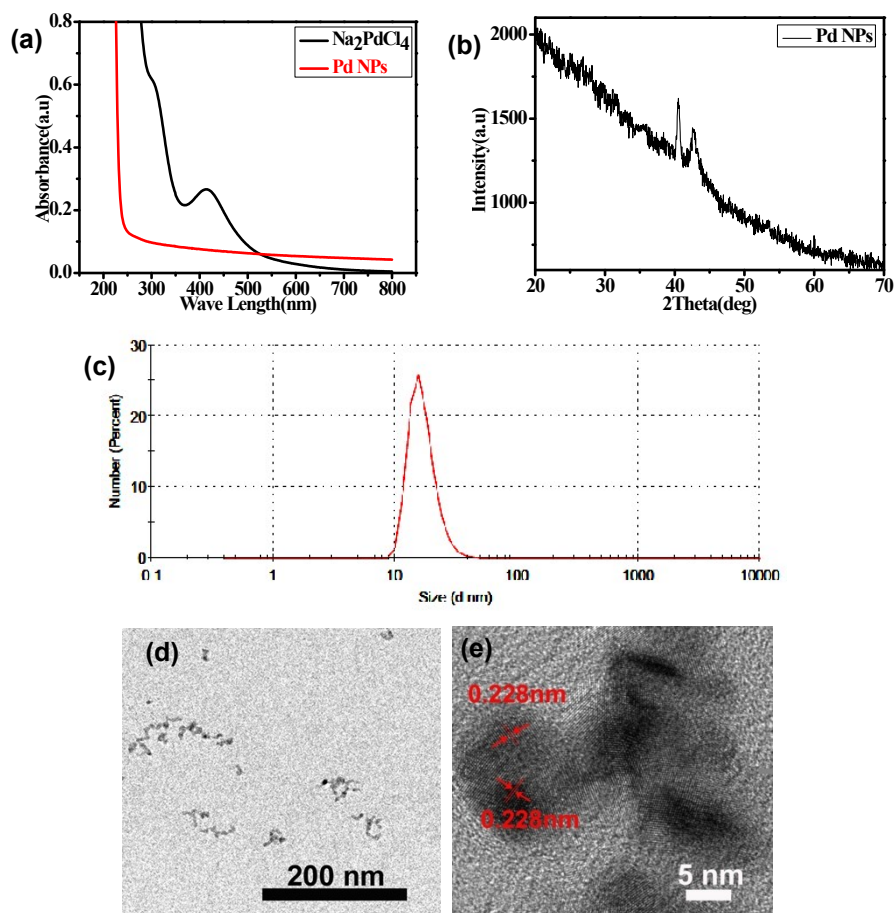 (a)
Na₂PdCl₄
Pd NPs
0.8
0.6
0.4
0.2
0.0
Absorbance(a.u)
200 300 400 500 600 700 800
Wave Length(nm)
(b)
Pd NPs
2000
1500
1000
Intensity(a.u)
20 30 40 50 60 70
2Theta(deg)
(c)
30
20
10
0
Number (Percent)
0.1 1 10 100 1000 10000
Size (d nm)
(d)
200 nm
(e)
0.228nm
0.228nm
5 nm